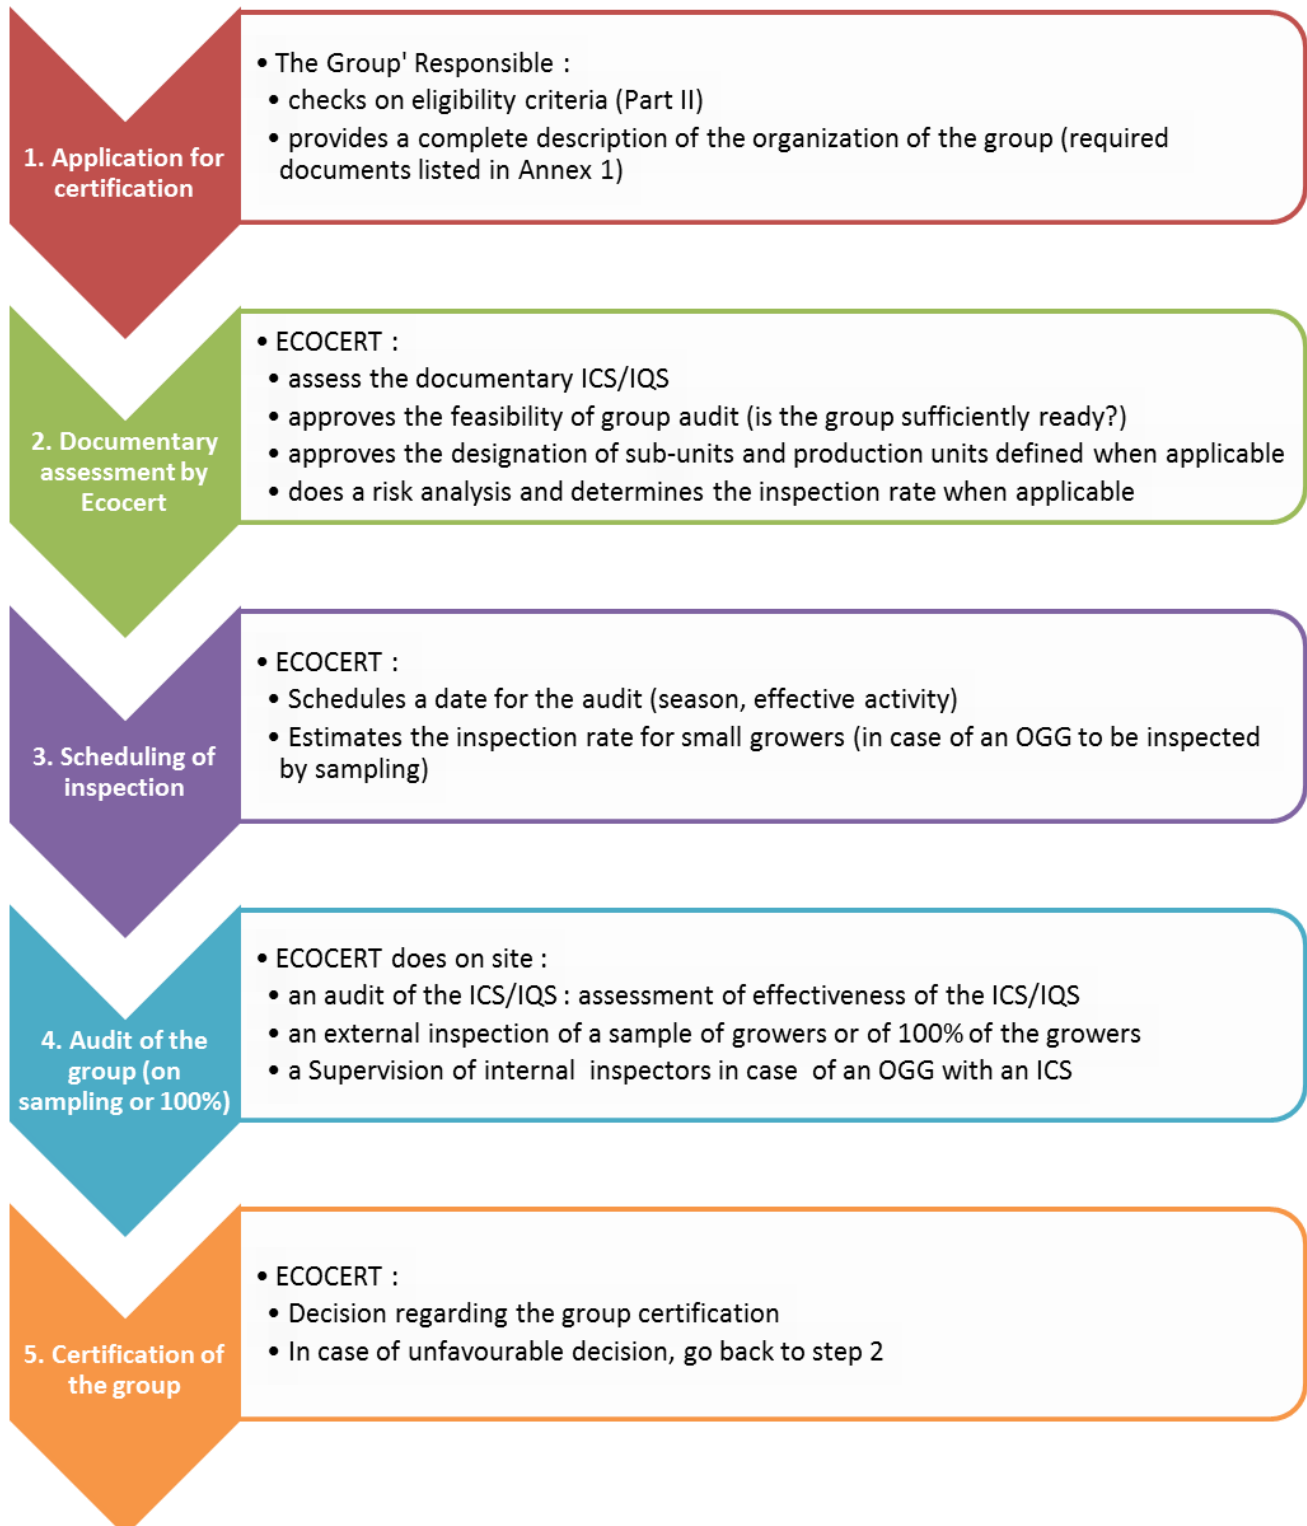 1. Application for
certification
• The Group' Responsible :
• checks on eligibility criteria (Part II)
• provides a complete description of the organization of the group (required
documents listed in Annex 1)
2. Documentary
assessment by
Ecocert
• ECOCERT :
• assess the documentary ICS/IQS
• approves the feasibility of group audit (is the group sufficiently ready?)
• approves the designation of sub-units and production units defined when applicable
• does a risk analysis and determines the inspection rate when applicable
3. Scheduling of
inspection
• ECOCERT :
• Schedules a date for the audit (season, effective activity)
• Estimates the inspection rate for small growers (in case of an OGG to be inspected
by sampling)
4. Audit of the
group (on
sampling or 100%)
• ECOCERT does on site :
• an audit of the ICS/IQS : assessment of effectiveness of the ICS/IQS
• an external inspection of a sample of growers or of 100% of the growers
• a Supervision of internal inspectors in case of an OGG with an ICS
5. Certification of
the group
• ECOCERT :
• Decision regarding the group certification
• In case of unfavourable decision, go back to step 2